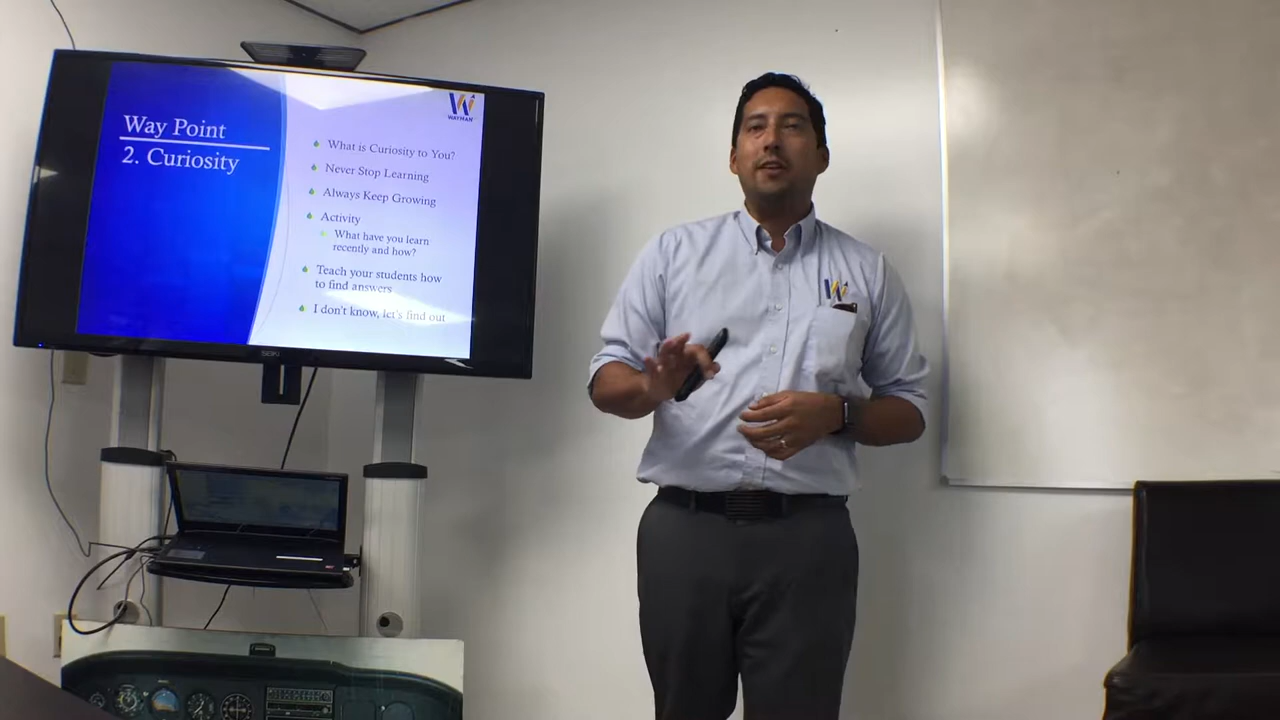 WAYMAN
Way Point
2. Curiosity
What is Curiosity to You?
Never Stop Learning
Always Keep Growing
Activity
What have you learn
recently and how?
Teach your students how
to find answers
I don't know, let's find out
SEIKI